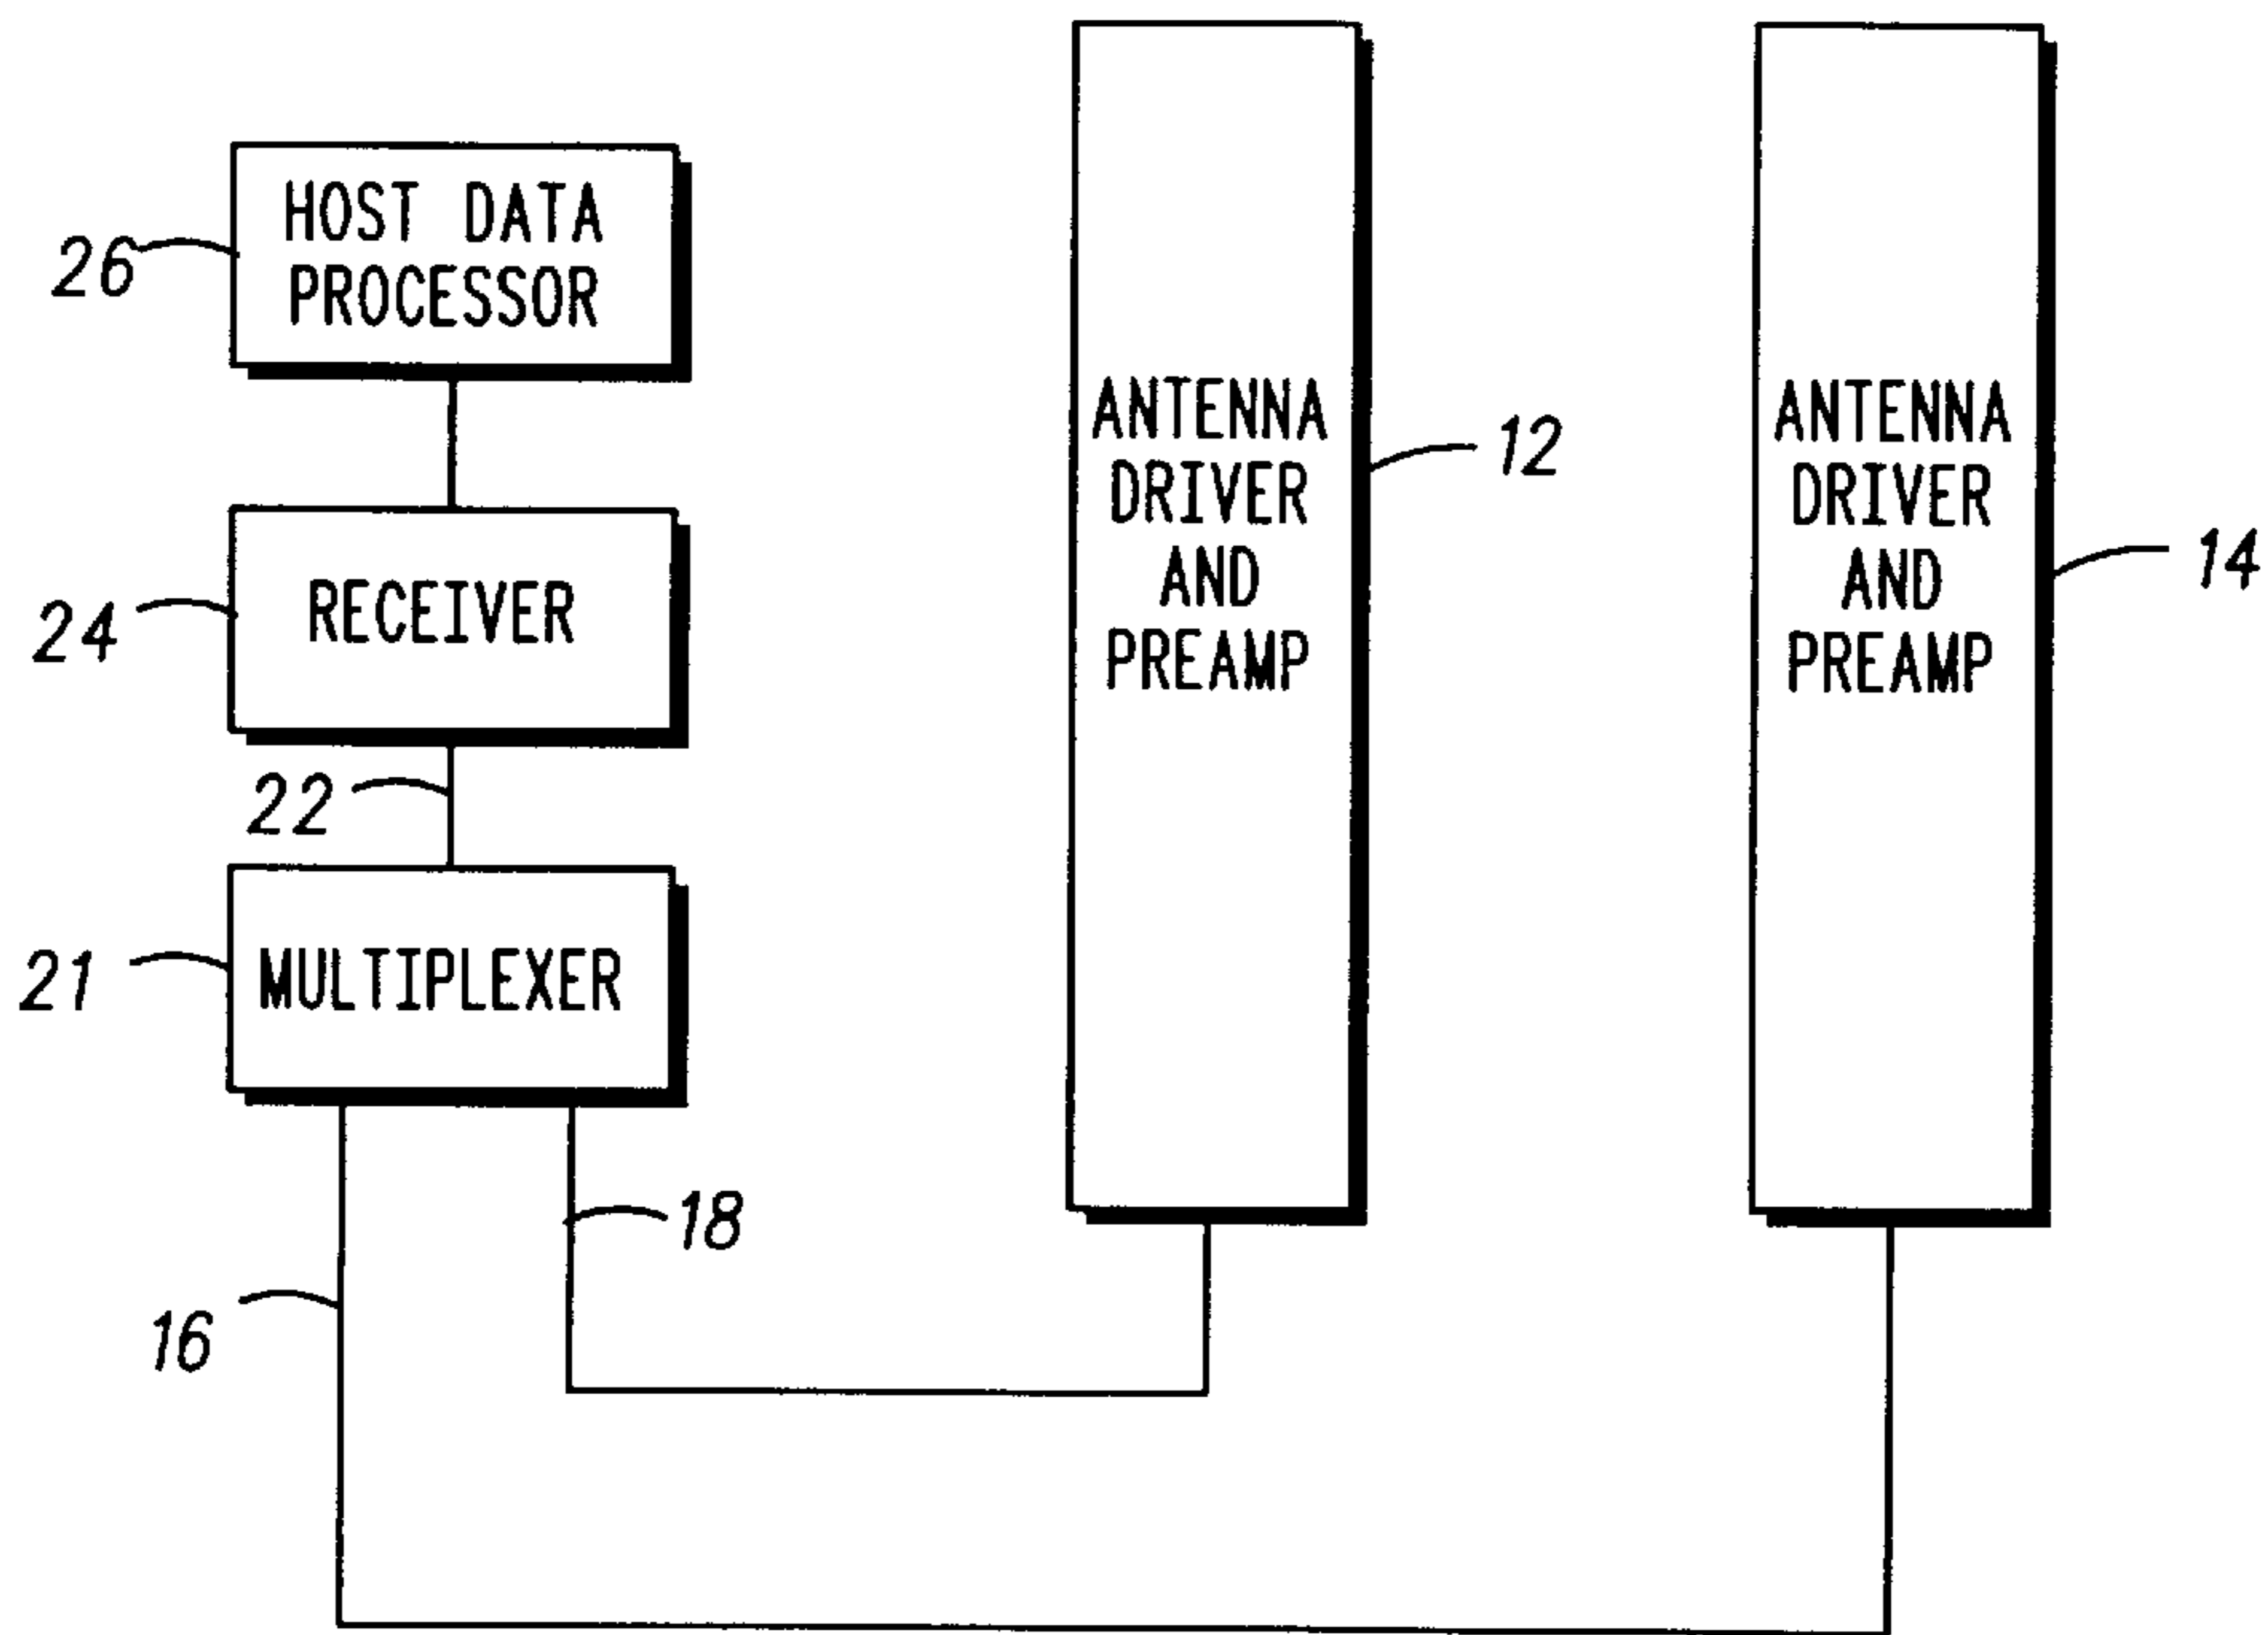 HOST DATA
PROCESSOR
26
RECEIVER
24
22
MULTIPLEXER
21
18
16
ANTENNA
DRIVER
AND
PREAMP
12
ANTENNA
DRIVER
AND
PREAMP
14